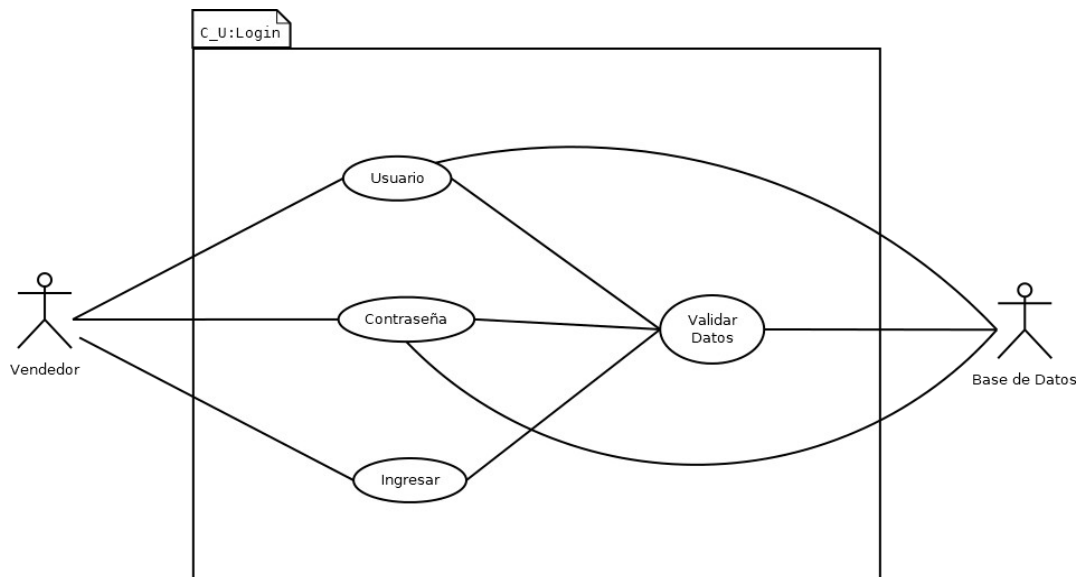 C_U:Login
Usuario
Contraseña
Validar
Datos
Vendedor
Base de Datos
Ingresar